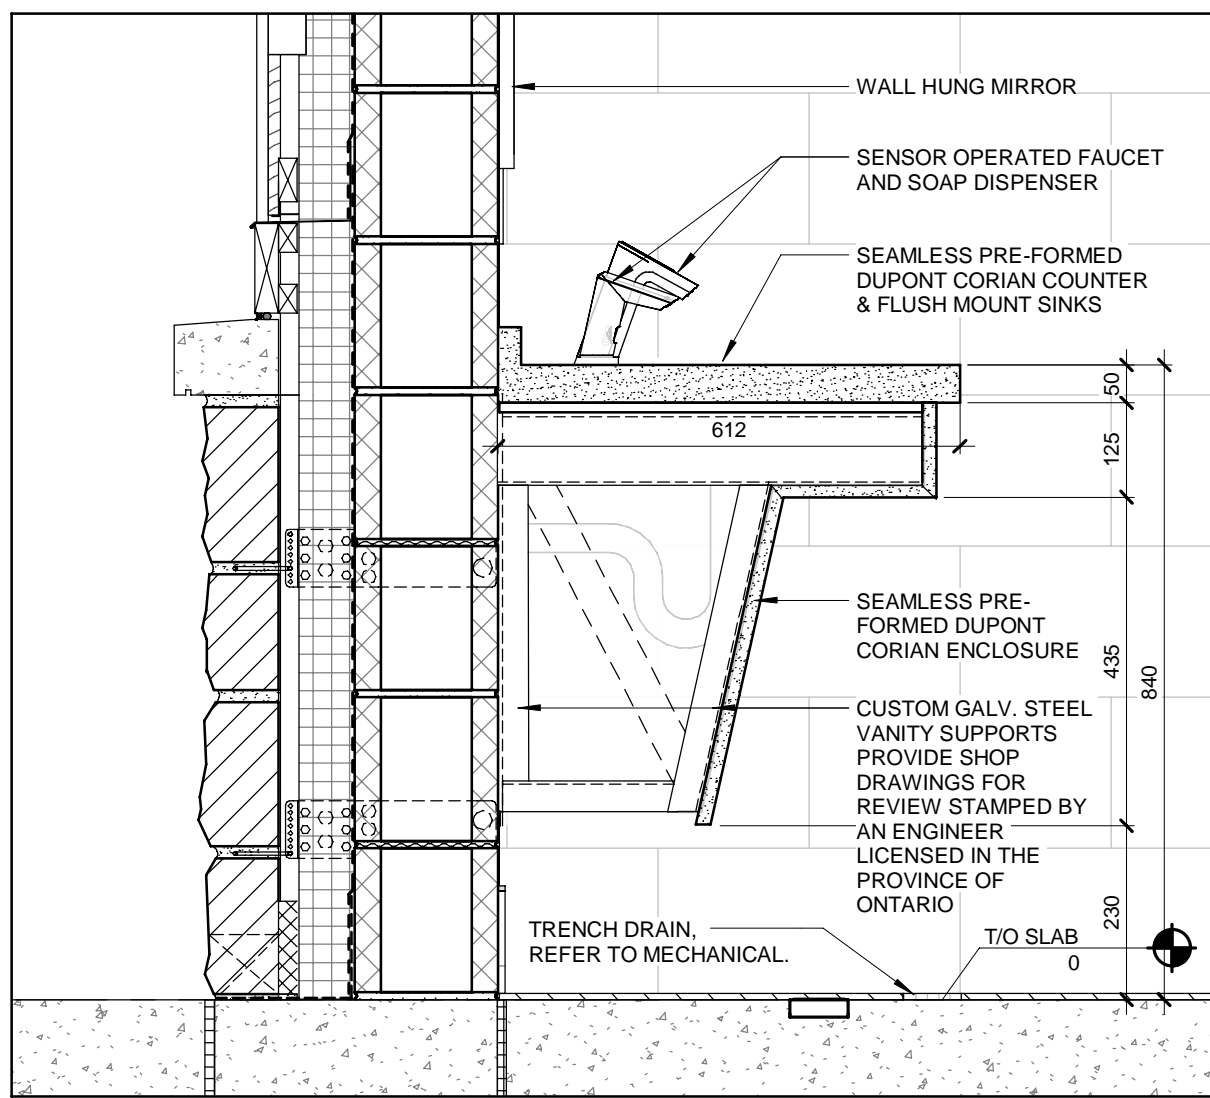 WALL HUNG MIRROR
SENSOR OPERATED FAUCET
AND SOAP DISPENSER
SEAMLESS PRE-FORMED
DUPONT CORIAN COUNTER
& FLUSH MOUNT SINKS
50
612
125
SEAMLESS PRE-
FORMED DUPONT
CORIAN ENCLOSURE
435
840
CUSTOM GALV. STEEL
VANITY SUPPORTS
PROVIDE SHOP
DRAWINGS FOR
REVIEW STAMPED BY
AN ENGINEER
LICENSED IN THE
PROVINCE OF
ONTARIO
230
TRENCH DRAIN,
REFER TO MECHANICAL.
T/O SLAB
0